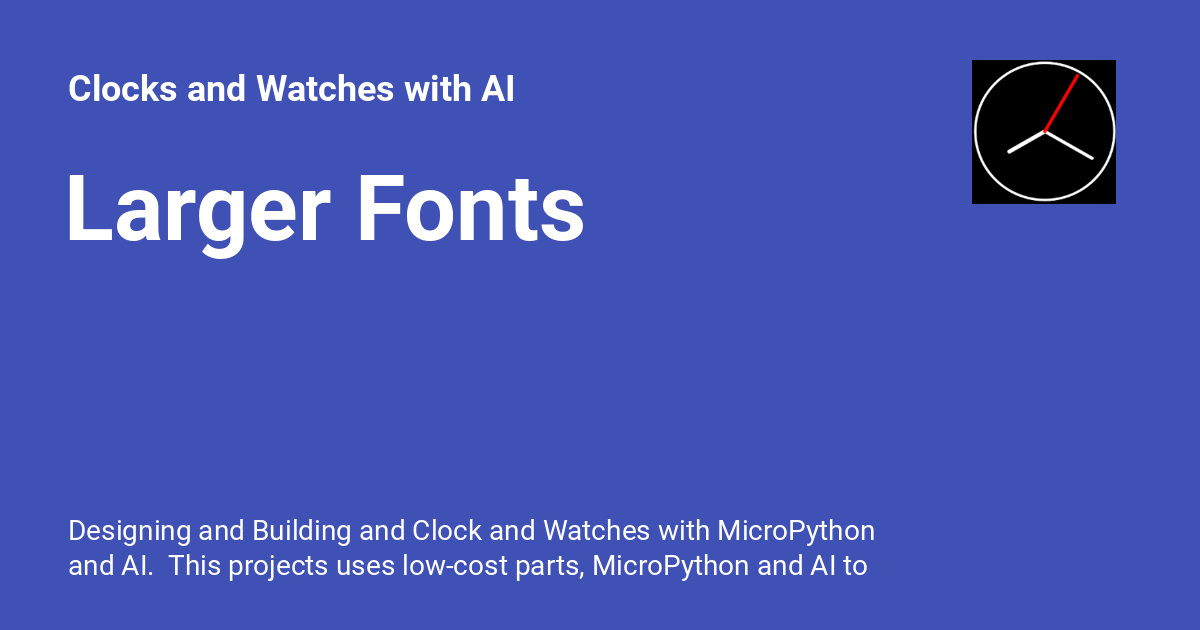 Clocks and Watches with AI
Larger Fonts
Designing and Building and Clock and Watches with MicroPython
and AI.  This projects uses low-cost parts, MicroPython and AI to